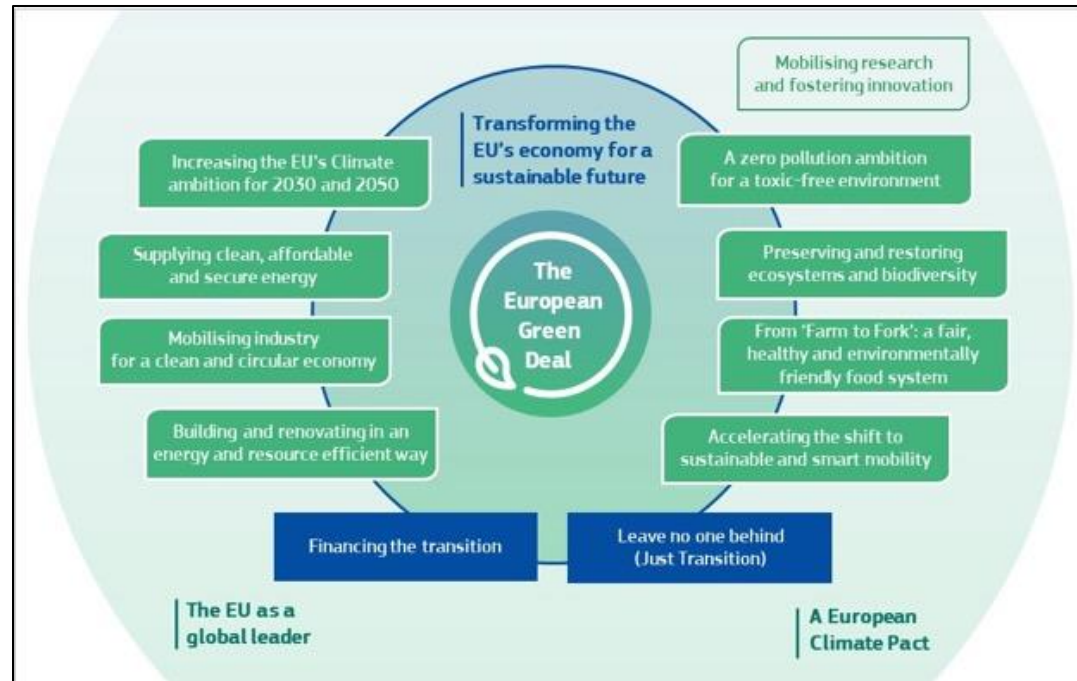 Mobilising research
and fostering innovation
Transforming the
EU's economy for a
sustainable future
Increasing the EU's Climate
ambition for 2030 and 2050
A zero pollution ambition
for a toxic-free environment
Supplying clean, affordable
and secure energy
The
European
Green
Deal
Preserving and restoring
ecosystems and biodiversity
Mobilising industry
for a clean and circular economy
From 'Farm to Fork': a fair,
healthy and environmentally
friendly food system
Building and renovating in an
energy and resource efficient way
Accelerating the shift to
sustainable and smart mobility
Financing the transition
Leave no one behind
(Just Transition)
The EU as a
global leader
A European
Climate Pact